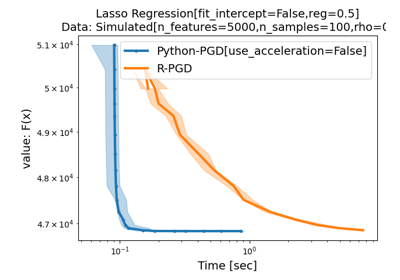 Lasso Regression[fit_intercept=False,reg=0.5]
Data: Simulated[n_features=5000,n_samples=100,rho=0
5.1 × 10⁴
Python-PGD[use_acceleration=False]
R-PGD
5 × 10⁴
4.9 × 10⁴
4.8 × 10⁴
4.7 × 10⁴
value: F(x)
10⁻¹
10⁰
Time [sec]